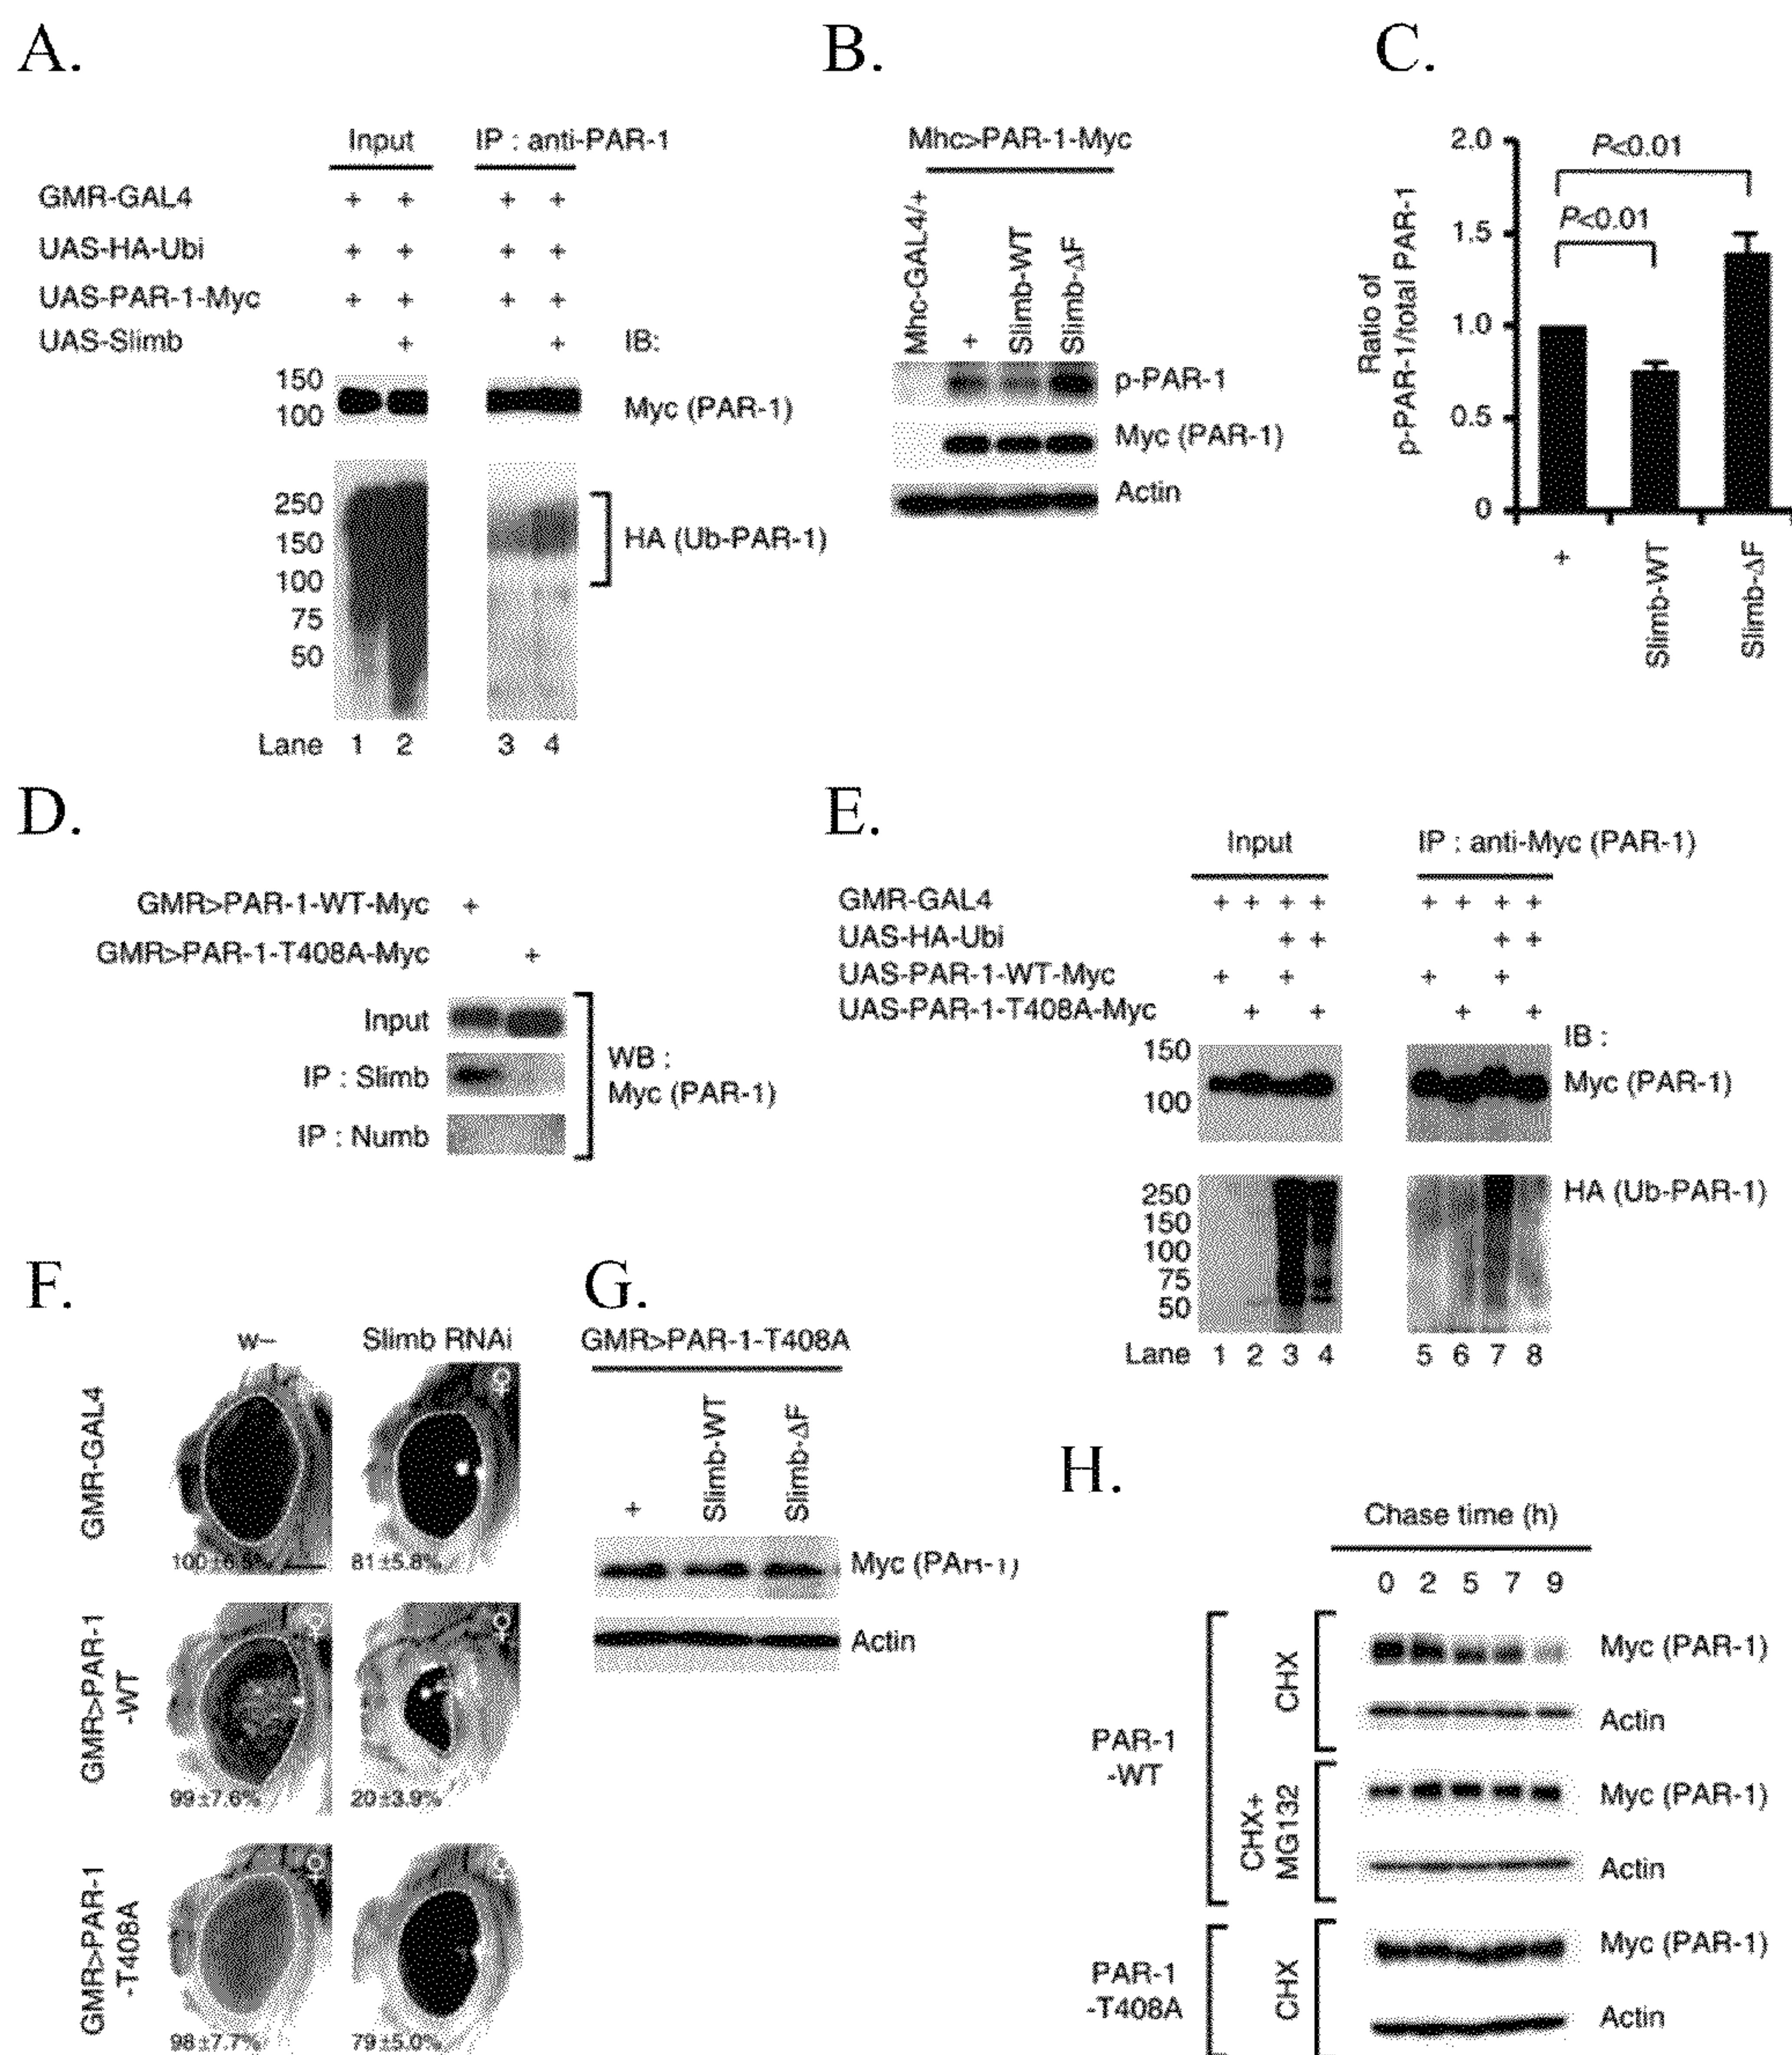 A.
Input IP : anti-PAR-1
GMR-GAL4 + + + +
UAS-HA-Ubi + + + +
UAS-PAR-1-Myc + + + +
UAS-Slimb + + IB:
150
100
Myc (PAR-1)
250
150
100
75
50
HA (Ub-PAR-1)
Lane 1 2 3 4
B.
Mhc>PAR-1-Myc
Mhc-GAL4/+
+
Slimb-WT
Slimb-ΔF
p-PAR-1
Myc (PAR-1)
Actin
C.
Ratio of
p-PAR-1/total PAR-1
2.0
1.5
1.0
0.5
0
P<0.01
P<0.01
+
Slimb-WT
Slimb-ΔF
D.
GMR>PAR-1-WT-Myc +
GMR>PAR-1-T408A-Myc +
Input
IP : Slimb
IP : Numb
WB :
Myc (PAR-1)
E.
Input IP : anti-Myc (PAR-1)
GMR-GAL4 + + + + + + + +
UAS-HA-Ubi + + + +
UAS-PAR-1-WT-Myc + + + +
UAS-PAR-1-T408A-Myc + + + +
IB :
150
100
Myc (PAR-1)
250
150
100
75
50
HA (Ub-PAR-1)
Lane 1 2 3 4 5 6 7 8
F.
w– Slimb RNAi
GMR-GAL4
♀
81±5.8%
GMR>PAR-1
-WT
♀ ♀
99±7.6% 20±3.9%
GMR>PAR-1
-T408A
♀ ♀
98±7.7% 79±5.0%
G.
GMR>PAR-1-T408A
+
Slimb-WT
Slimb-ΔF
Myc
Actin
H.
Chase time (h)
0 2 5 7 9
PAR-1
-WT
CHX
Myc (PAR-1)
Actin
CHX+
MG132
Myc (PAR-1)
Actin
PAR-1
-T408A
CHX
Myc (PAR-1)
Actin